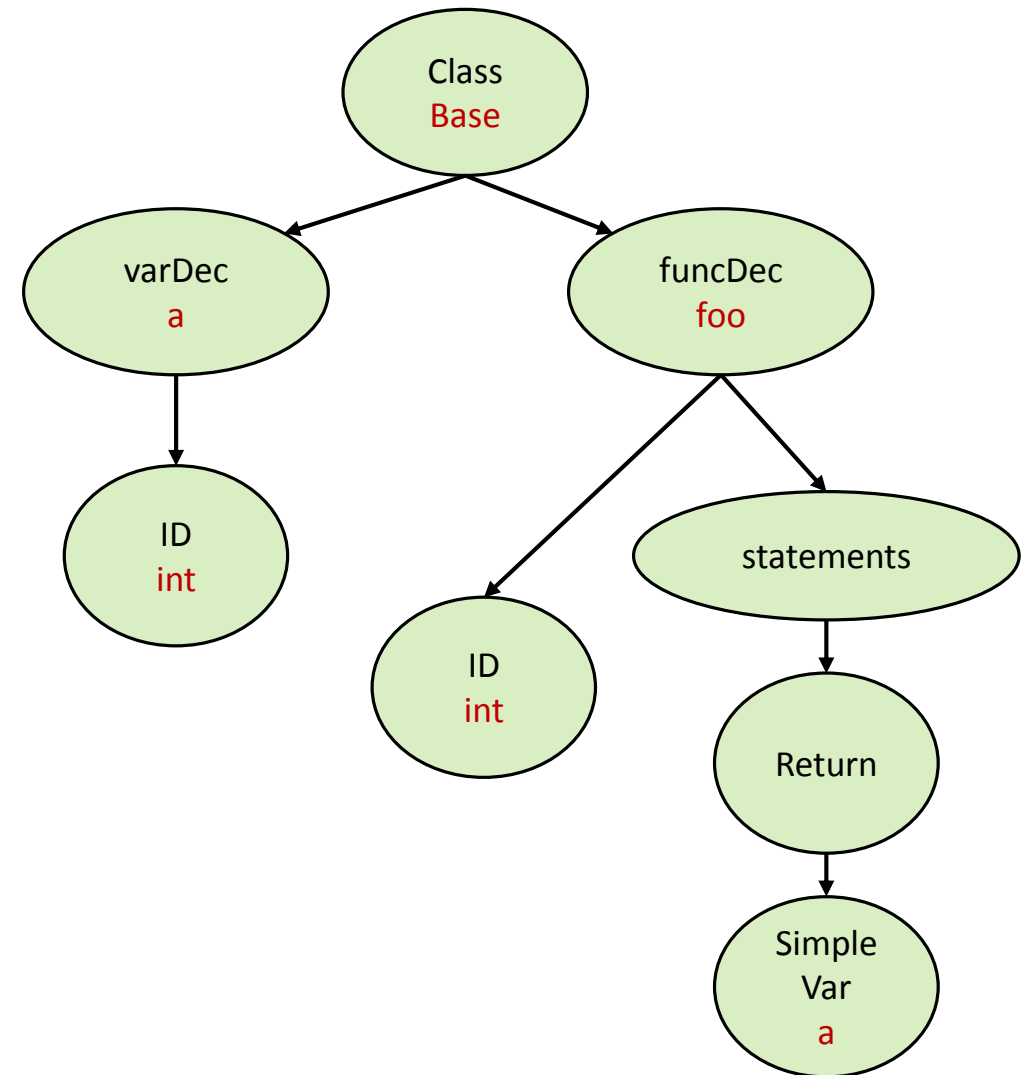 Class
Base
varDec
a
funcDec
foo
ID
int
statements
ID
int
Return
Simple
Var
a